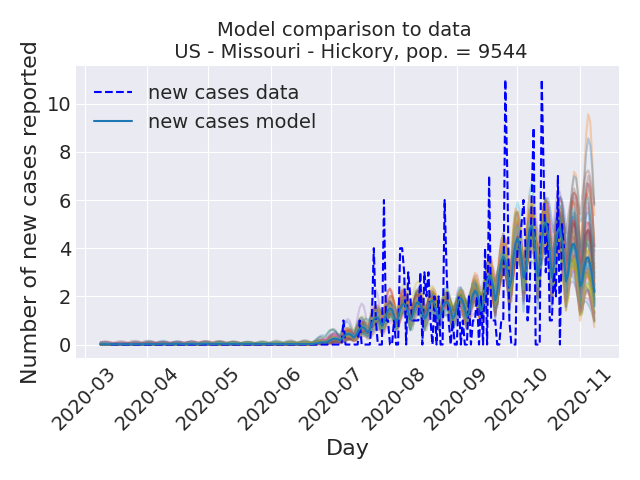 Model comparison to data
US - Missouri - Hickory, pop. = 9544
Number of new cases reported
new cases data
new cases model
10
8
6
4
2
0
2020-03
2020-04
2020-05
2020-06
2020-07
2020-08
2020-09
2020-10
2020-11
Day